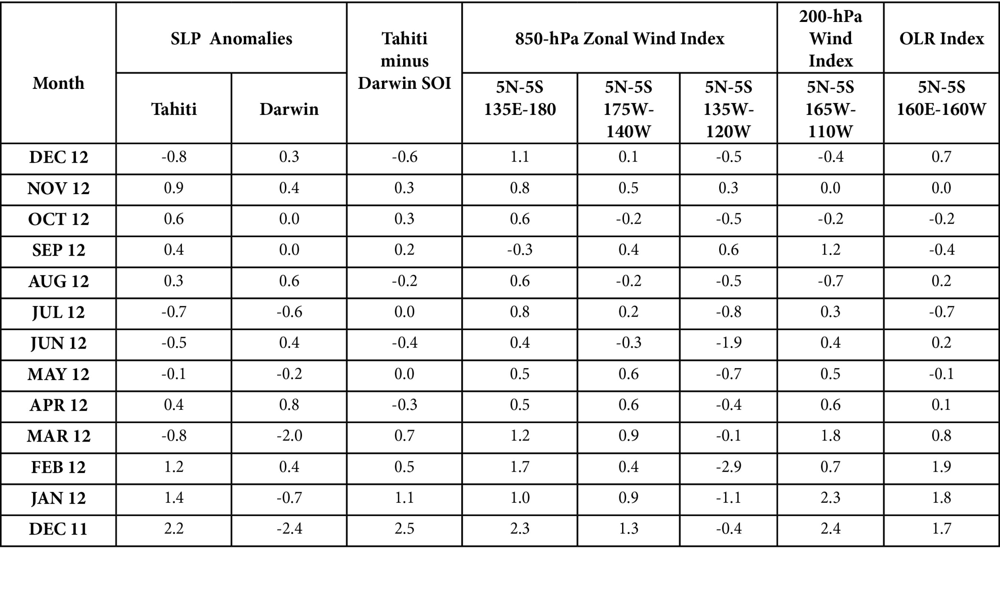 Month
SLP Anomalies
Tahiti
minus
Darwin SOI
850-hPa Zonal Wind Index
200-hPa
Wind
Index
OLR Index
Tahiti
Darwin
5N-5S
135E-180
5N-5S
175W-
140W
5N-5S
135W-
120W
5N-5S
165W-
110W
5N-5S
160E-160W
DEC 12 -0.8 0.3 -0.6 1.1 0.1 -0.5 -0.4 0.7
NOV 12 0.9 0.4 0.3 0.8 0.5 0.3 0.0 0.0
OCT 12 0.6 0.0 0.3 0.6 -0.2 -0.5 -0.2 -0.2
SEP 12 0.4 0.0 0.2 -0.3 0.4 0.6 1.2 -0.4
AUG 12 0.3 0.6 -0.2 0.6 -0.2 -0.5 -0.7 0.2
JUL 12 -0.7 -0.6 0.0 0.8 0.2 -0.8 0.3 -0.7
JUN 12 -0.5 0.4 -0.4 0.4 -0.3 -1.9 0.4 0.2
MAY 12 -0.1 -0.2 0.0 0.5 0.6 -0.7 0.5 -0.1
APR 12 0.4 0.8 -0.3 0.5 0.6 -0.4 0.6 0.1
MAR 12 -0.8 -2.0 0.7 1.2 0.9 -0.1 1.8 0.8
FEB 12 1.2 0.4 0.5 1.7 0.4 -2.9 0.7 1.9
JAN 12 1.4 -0.7 1.1 1.0 0.9 -1.1 2.3 1.8
DEC 11 2.2 -2.4 2.5 2.3 1.3 -0.4 2.4 1.7